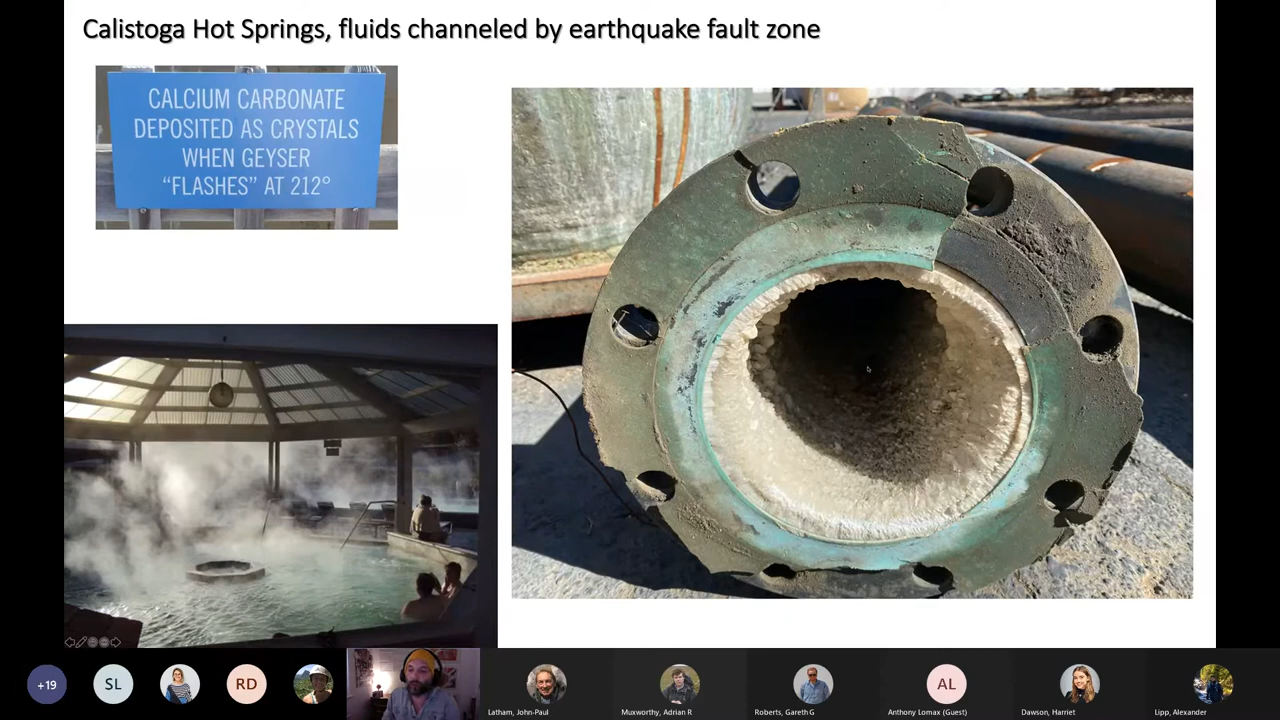 Calistoga Hot Springs, fluids channeled by earthquake fault zone
CALCIUM CARBONATE
DEPOSITED AS CRYSTALS
WHEN GEYSER
“FLASHES” AT 212°
+19
SL
RD
AL
Latham, John-Paul
Muxworthy, Adrian R
Roberts, Gareth G
Anthony Lomax (Guest)
Dawson, Harriet
Lipp, Alexander